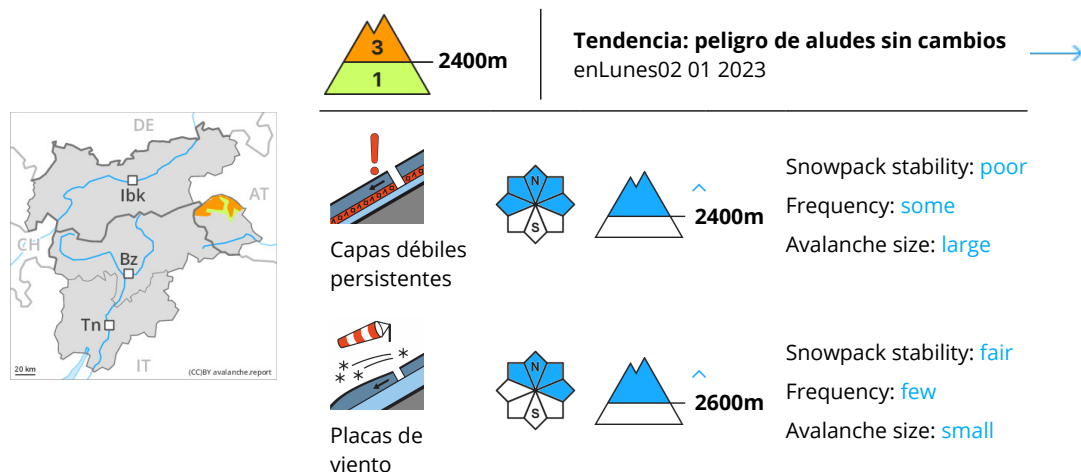 3
1
2400m
Tendencia: peligro de aludes sin cambios
enLunes02 01 2023
DE
Ibk
AT
CH
Bz
Tn
IT
20 km
(CC)BY avalanche.report
Capas débiles
persistentes
N
S
2400m
Snowpack stability: poor
Frequency: some
Avalanche size: large
Placas de
viento
N
S
2600m
Snowpack stability: fair
Frequency: few
Avalanche size: small